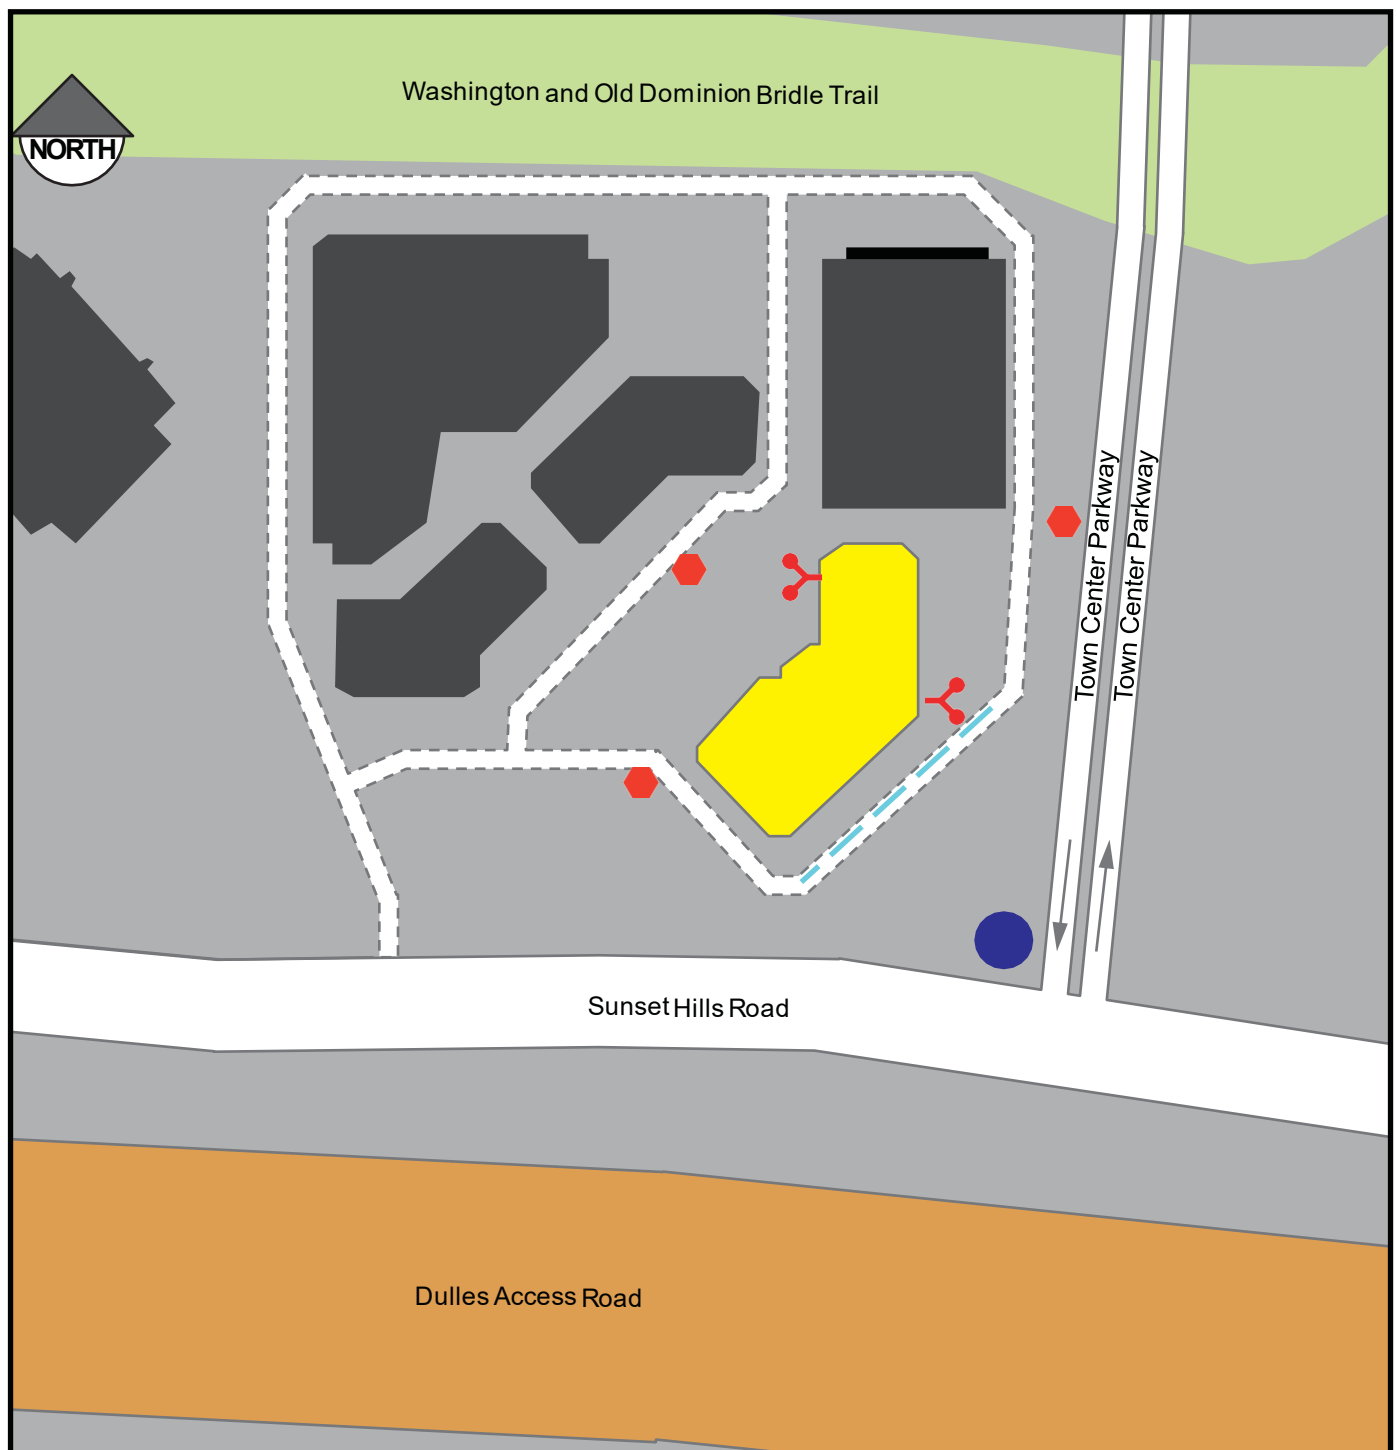 Washington and Old Dominion Bridle Trail
NORTH
Town Center Parkway
Town Center Parkway
Sunset Hills Road
Dulles Access Road